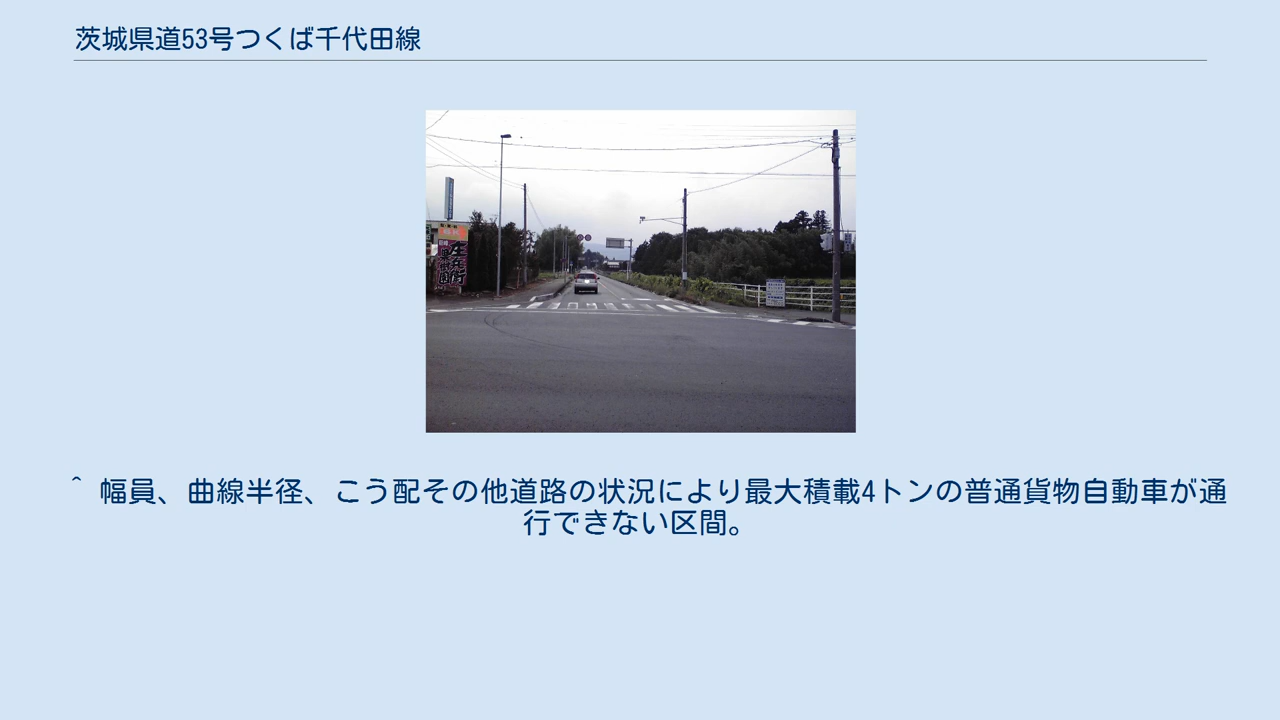 茨城県道53号つくば千代田線
^ 幅員、曲線半径、こう配その他道路の状況により最大積載4トンの普通貨物自動車が通
行できない区間。